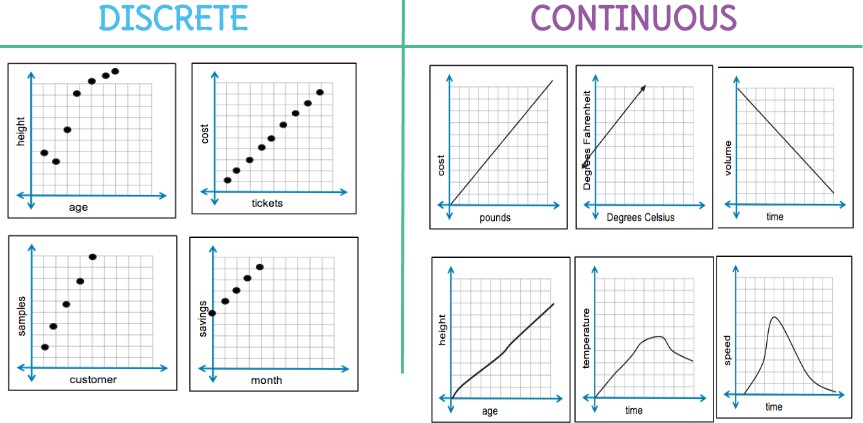 DISCRETE
CONTINUOUS
height
age
cost
tickets
samples
customer
savings
month
cost
pounds
Degrees Fahrenheit
Degrees Celsius
volume
time
height
age
temperature
time
speed
time